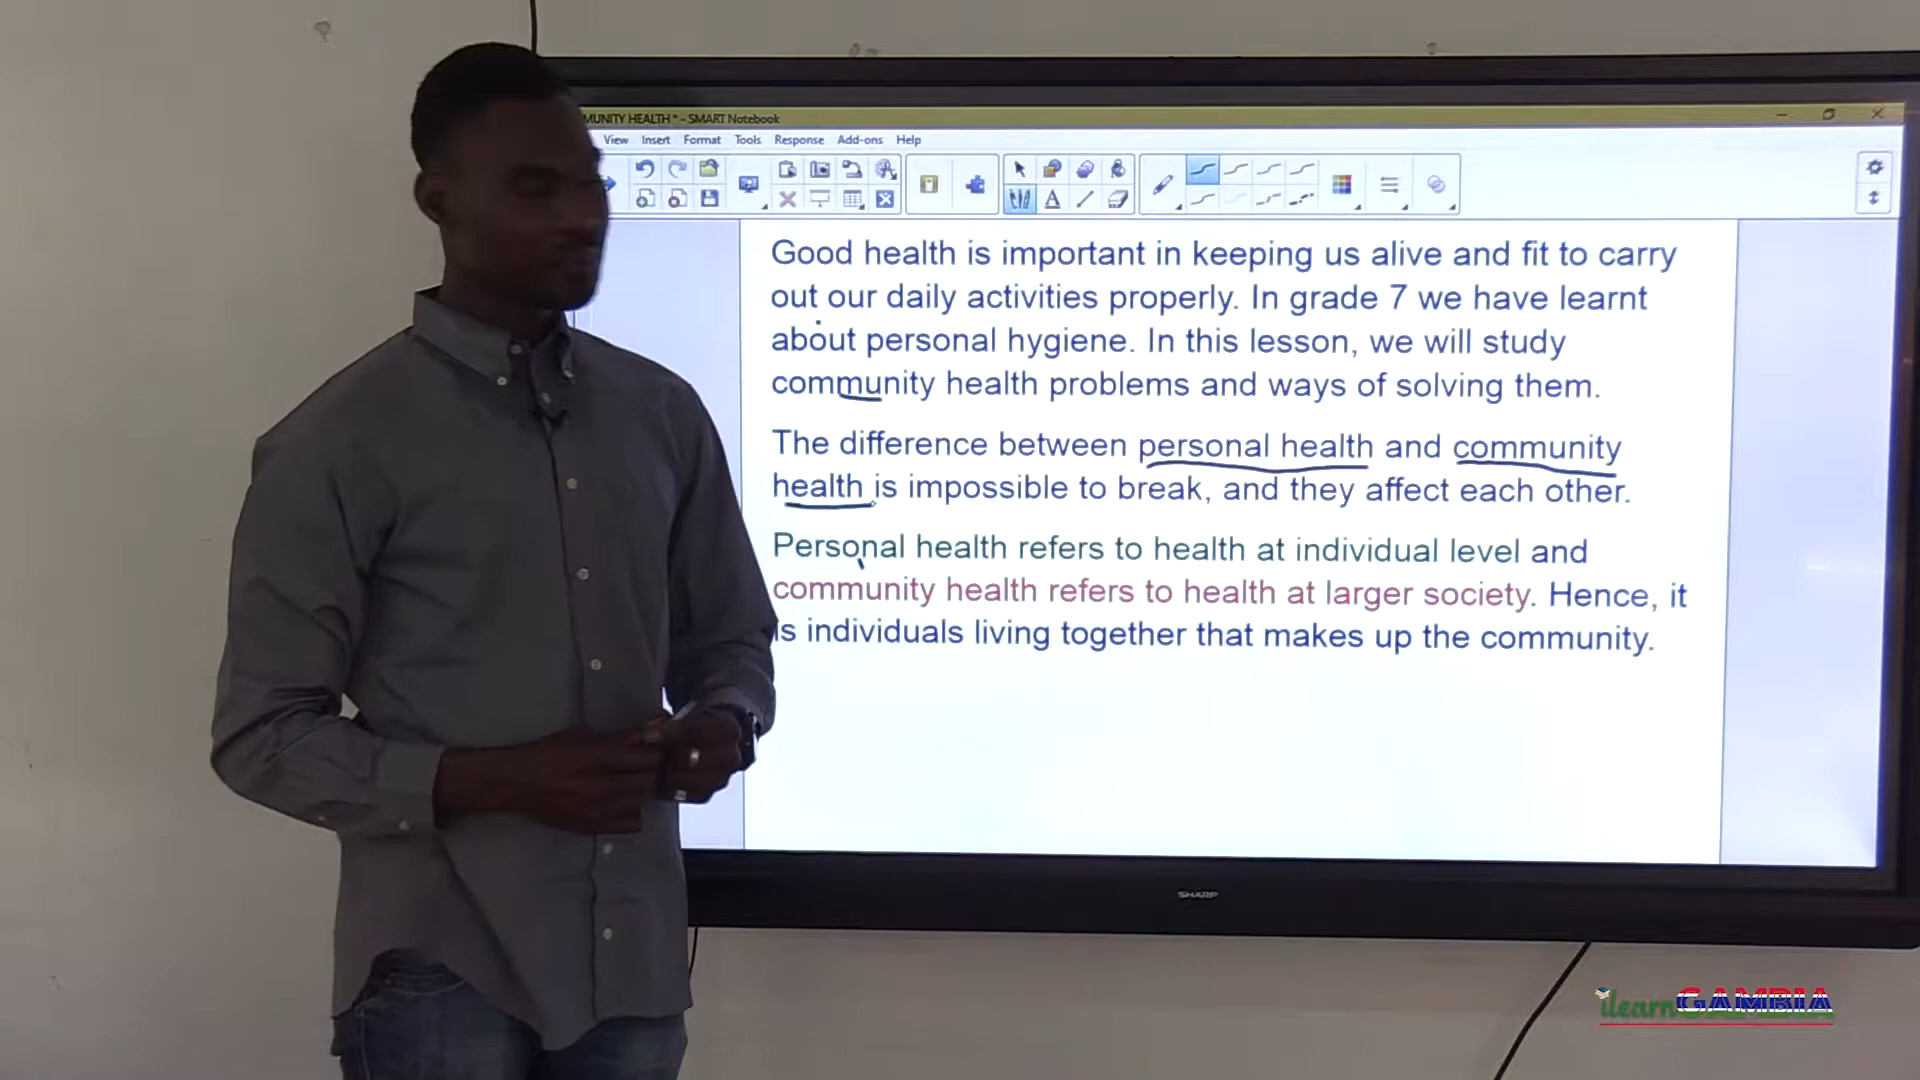 MUNITY HEALTH * - SMART Notebook
View Insert Format Tools Response Add-ons Help
Good health is important in keeping us alive and fit to carry
out our daily activities properly. In grade 7 we have learnt
about personal hygiene. In this lesson, we will study
community health problems and ways of solving them.
The difference between personal health and community
health is impossible to break, and they affect each other.
Personal health refers to health at individual level and
community health refers to health at larger society. Hence, it
is individuals living together that makes up the community.
SHARP
ilearnGAMBIA